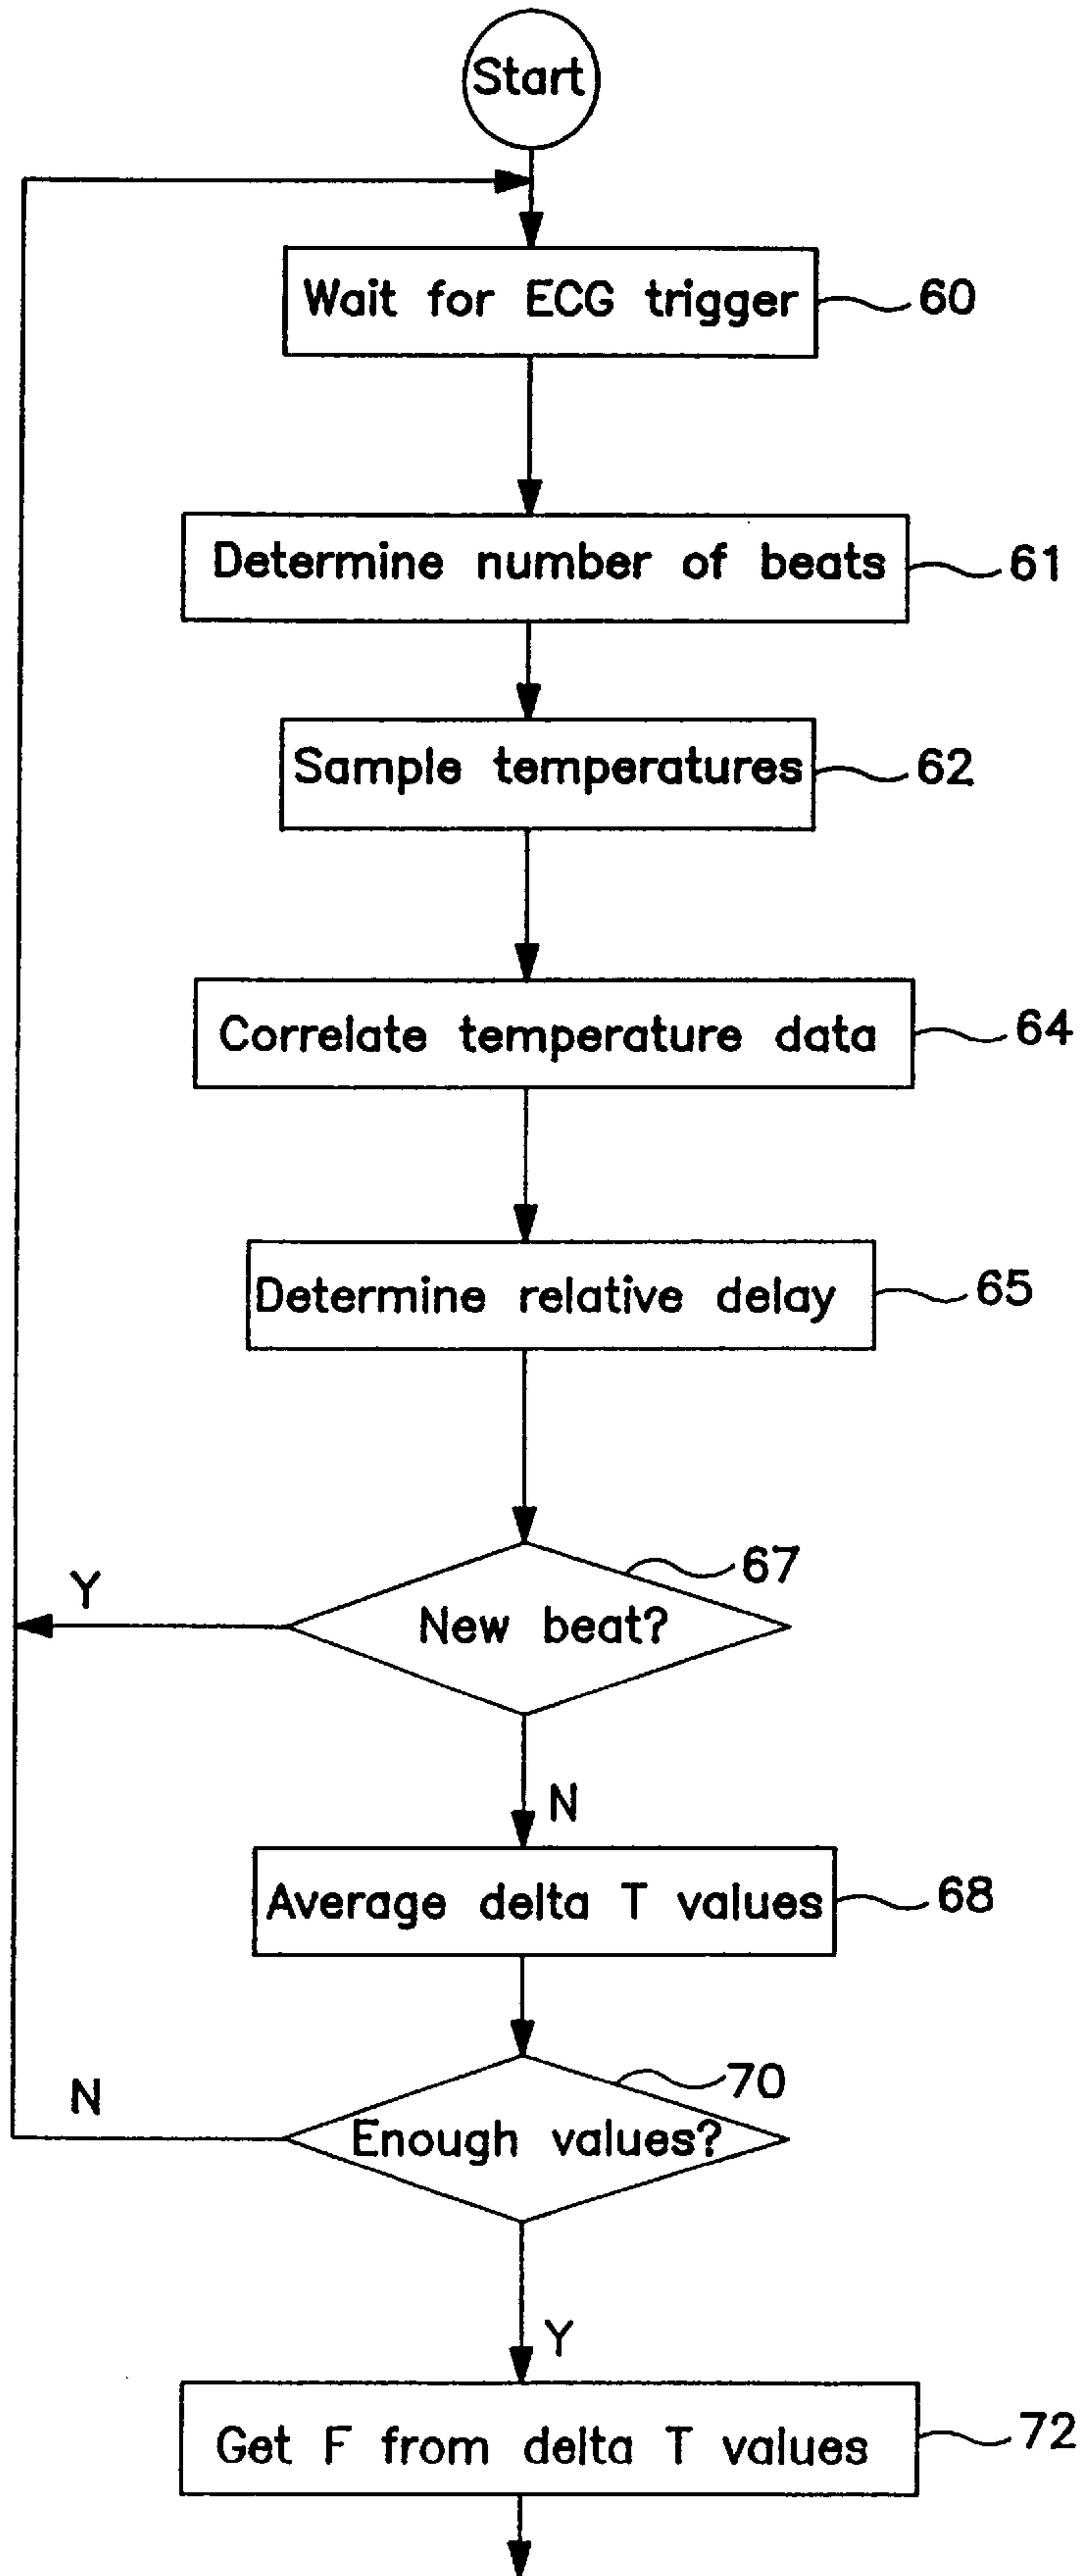 Start
Wait for ECG trigger
60
Determine number of beats
61
Sample temperatures
62
Correlate temperature data
64
Determine relative delay
65
67
Y
New beat?
N
Average delta T values
68
70
N
Enough values?
Y
Get F from delta T values
72